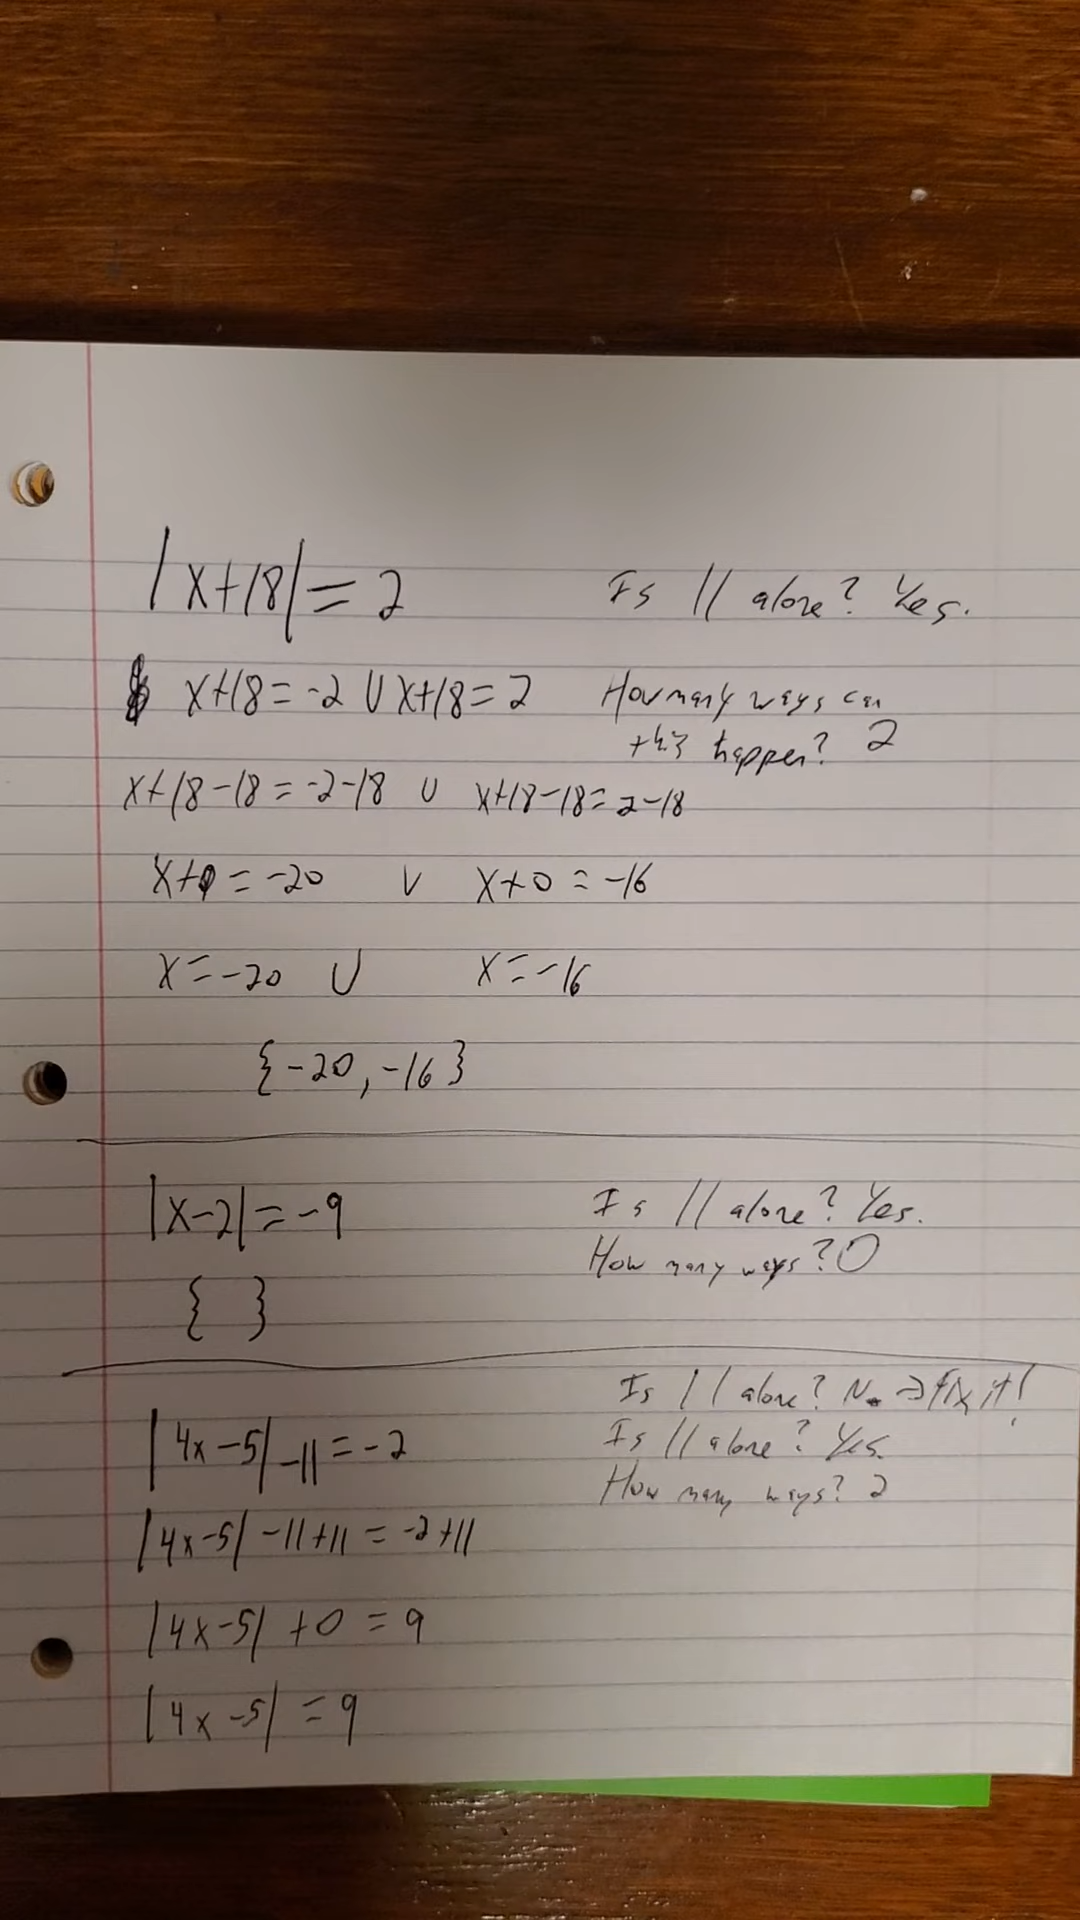 |x+18|=2 Is || alone? Yes.
x+18=-2 U x+18=2 How many ways can
this happen? 2
x+18-18=-2-18 U x+18-18=2-18
x+0=-20 U x+0=-16
x=-20 U x=-16
{-20,-16}
|x-2|=-9 Is || alone? Yes.
How many ways? 0
{ }
Is || alone? No → fix it!
|4x-5|-11=-2 Is || alone? Yes.
How many ways? 2
|4x-5|-11+11=-2+11
|4x-5|+0=9
|4x-5|=9